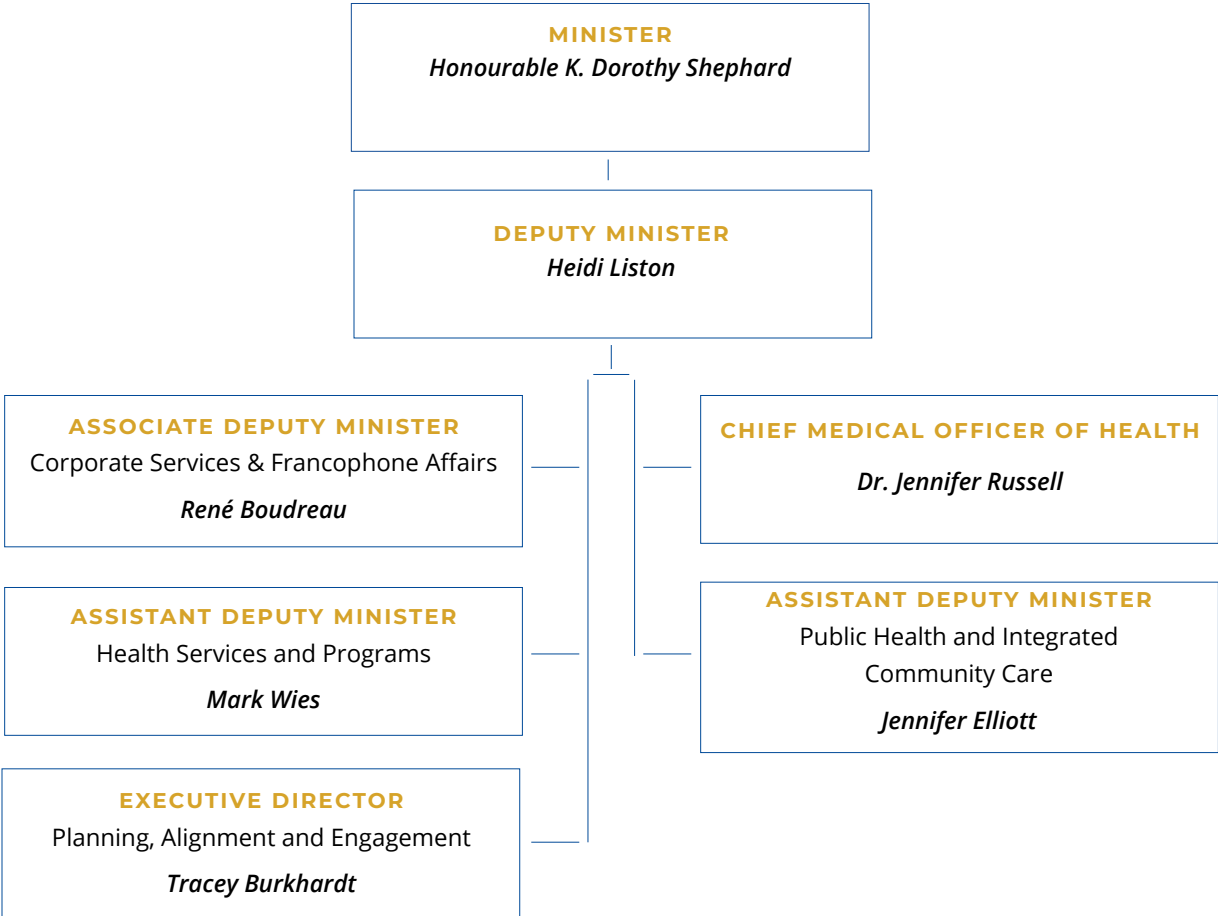 MINISTER
Honourable K. Dorothy Shephard
DEPUTY MINISTER
Heidi Liston
ASSOCIATE DEPUTY MINISTER
Corporate Services & Francophone Affairs
René Boudreau
CHIEF MEDICAL OFFICER OF HEALTH
Dr. Jennifer Russell
ASSISTANT DEPUTY MINISTER
Health Services and Programs
Mark Wies
ASSISTANT DEPUTY MINISTER
Public Health and Integrated
Community Care
Jennifer Elliott
EXECUTIVE DIRECTOR
Planning, Alignment and Engagement
Tracey Burkhardt